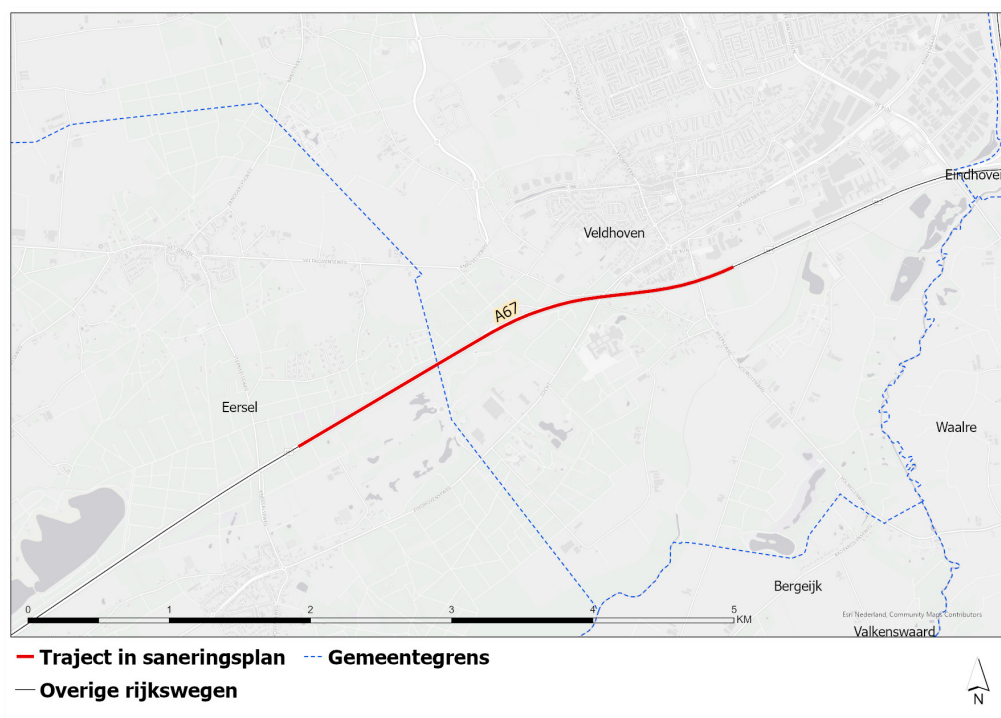 Eindhoven
Veldhoven
A67
Eersel
Waalre
Bergeijk
0 1 2 3 4 5
KM
Esri Nederland, Community Maps Contributors
Valkenswaard
Traject in saneringsplan Gemeentegrens
Overige rijkswegen
N